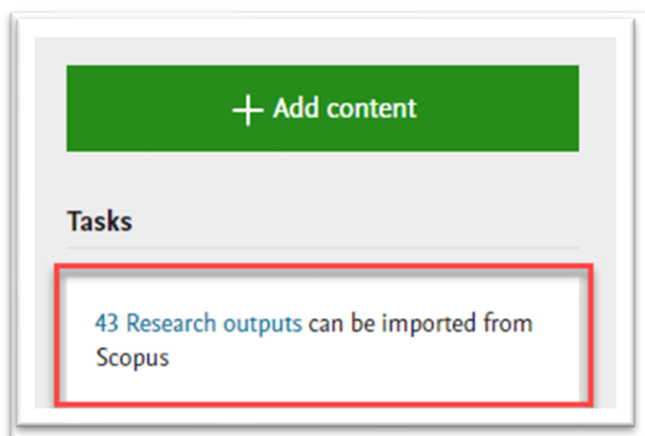 + Add content
Tasks
43 Research outputs can be imported from
Scopus